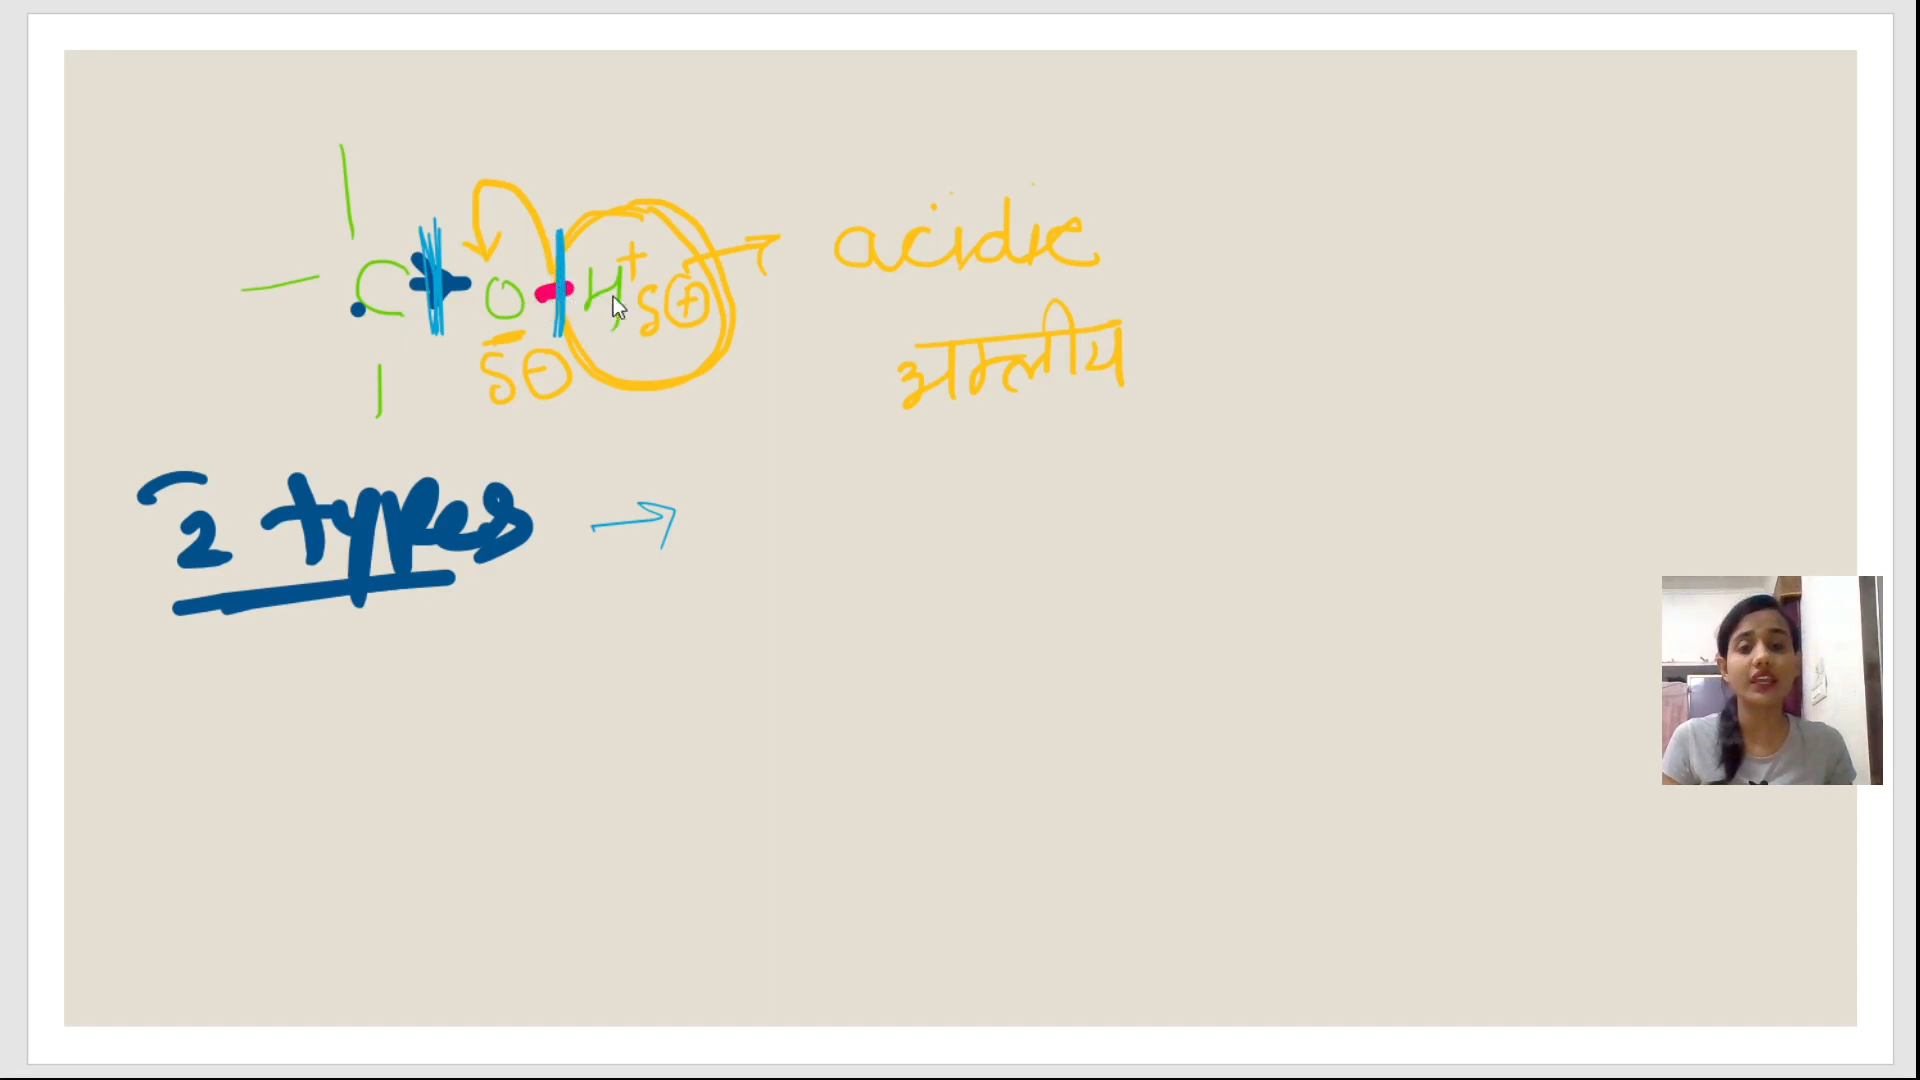 C O H+ δ⊕ → acidic
δ⊖
अम्लीय
2 types →